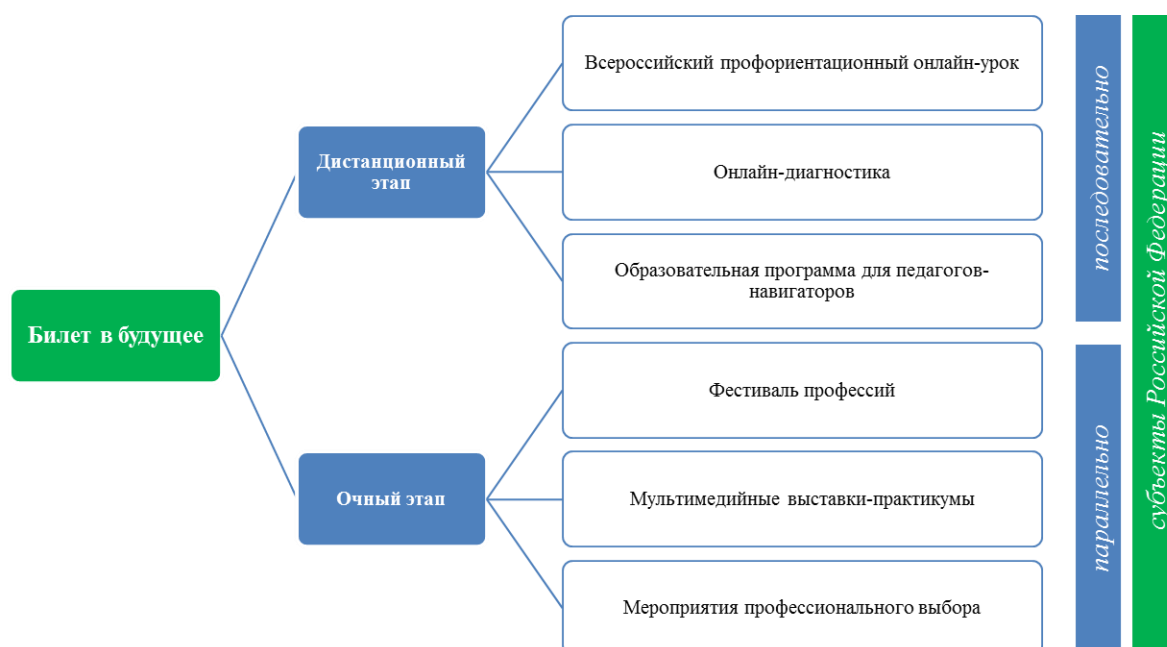 Билет в будущее
Дистанционный
этап
Всероссийский профориентационный онлайн-урок
Онлайн-диагностика
Образовательная программа для педагогов-
навигаторов
Очный этап
Фестиваль профессий
Мультимедийные выставки-практикумы
Мероприятия профессионального выбора
последовательно
параллельно
субъекты Российской Федерации